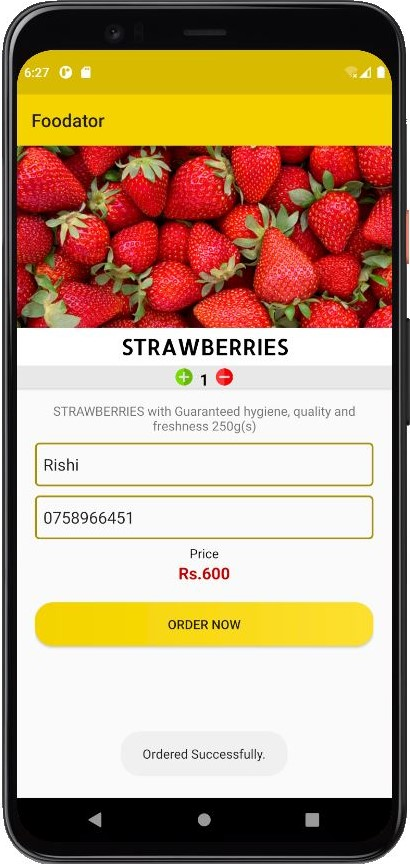 6:27
Foodator
STRAWBERRIES
1
STRAWBERRIES with Guaranteed hygiene, quality and
freshness 250g(s)
Rishi
0758966451
Price
Rs.600
ORDER NOW
Ordered Successfully.